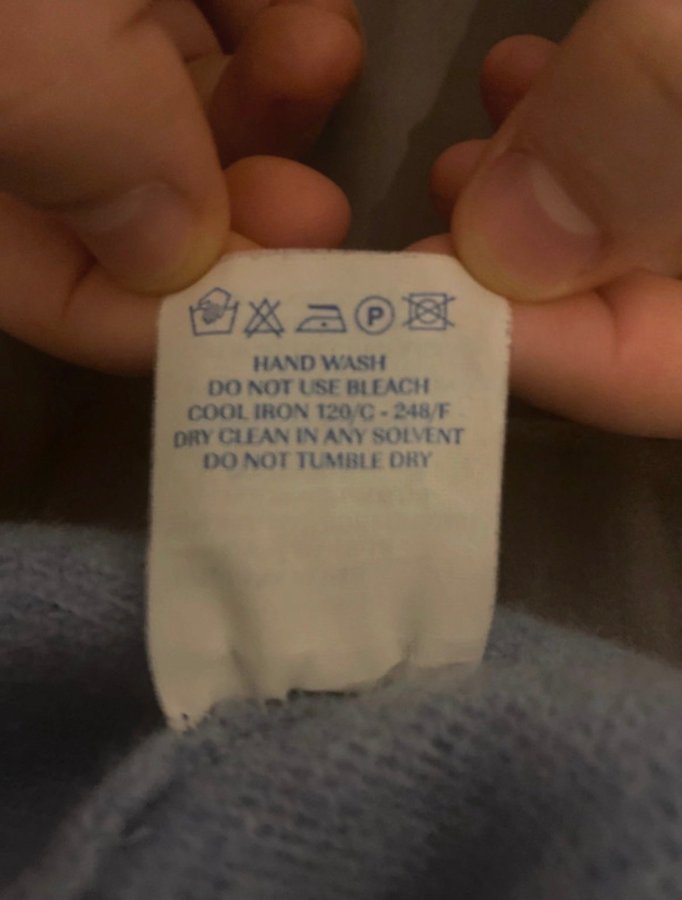 P
HAND WASH
DO NOT USE BLEACH
COOL IRON 120/C - 248/F
DRY CLEAN IN ANY SOLVENT
DO NOT TUMBLE DRY